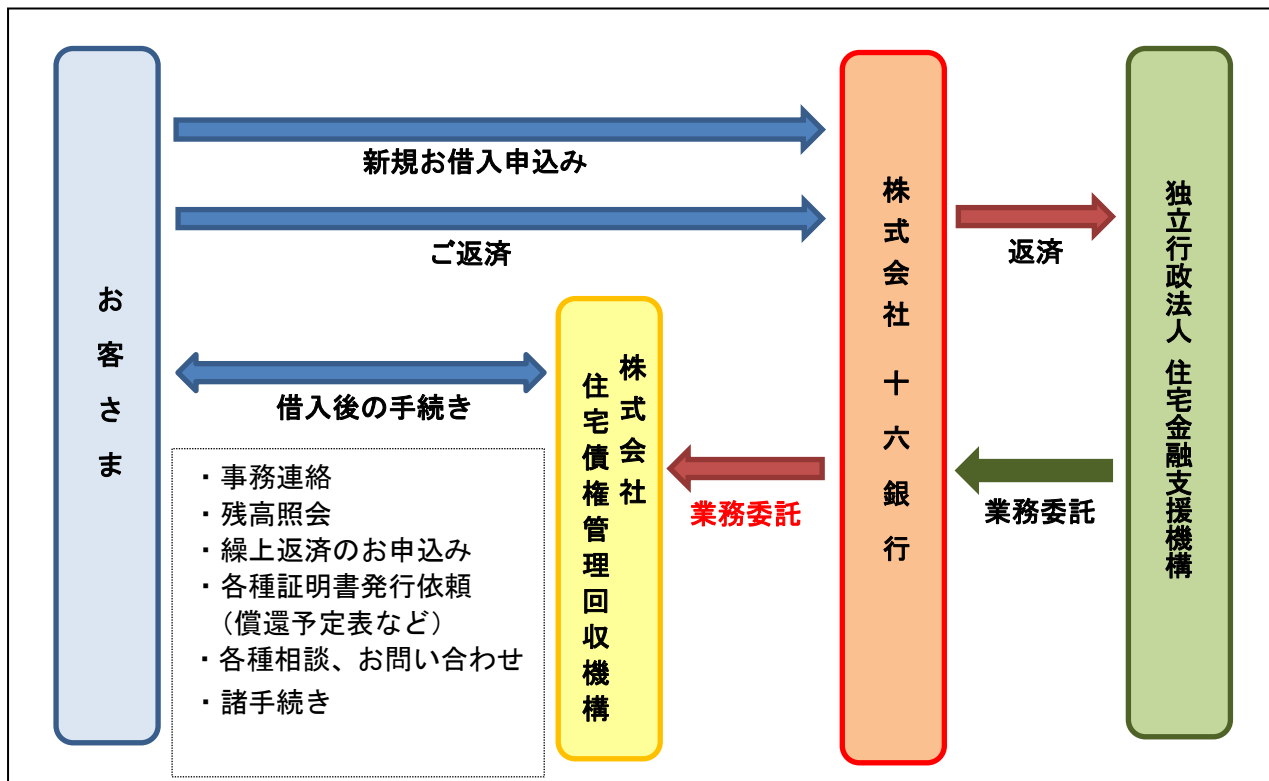 お客さま
新規お借入申込み
ご返済
借入後の手続き
・事務連絡
・残高照会
・繰上返済のお申込み
・各種証明書発行依頼
（償還予定表など）
・各種相談、お問い合わせ
・諸手続き
株式会社
住宅債権管理回収機構
業務委託
株式会社 十六銀行
返済
業務委託
独立行政法人 住宅金融支援機構